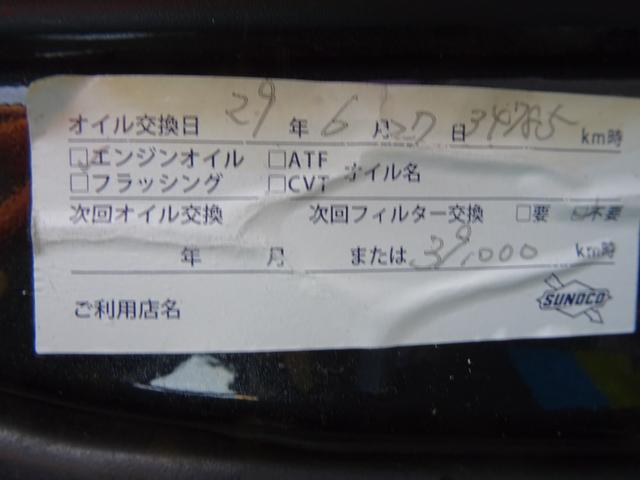 オイル交換日 29 年 6 月 27 日 34785 km時
☑エンジンオイル □ATF オイル名
□フラッシング □CVT
次回オイル交換 次回フィルター交換 □要 □不要
年 月 または 39,000 km時
ご利用店名
SUNOCO